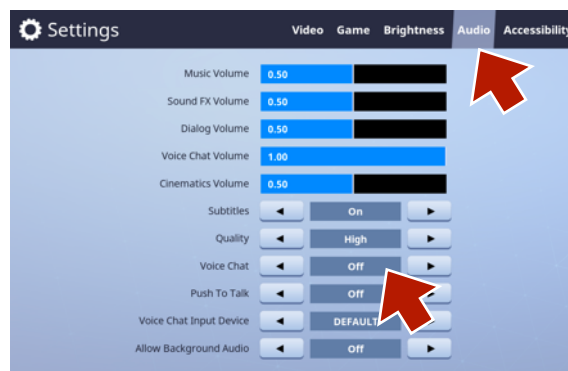 Settings
Video Game Brightness Audio Accessibility
Music Volume 0.50
Sound FX Volume 0.50
Dialog Volume 0.50
Voice Chat Volume 1.00
Cinematics Volume 0.50
Subtitles On
Quality High
Voice Chat Off
Push To Talk Off
Voice Chat Input Device DEFAULT
Allow Background Audio Off